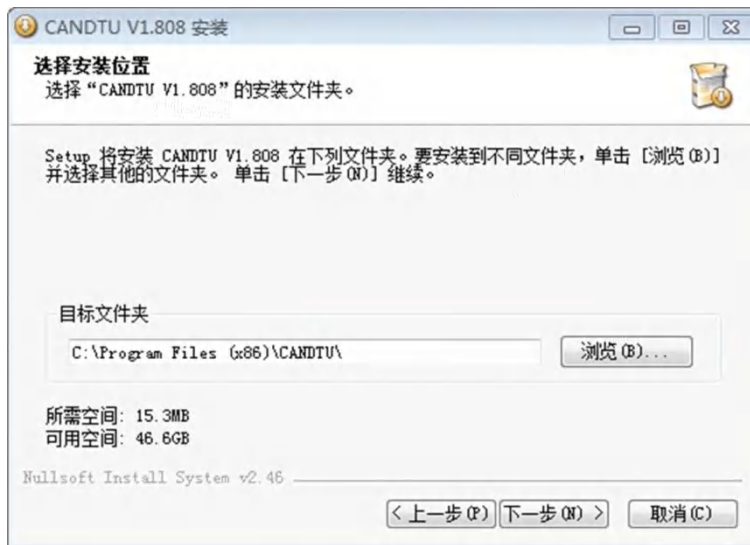 CANDTU V1.808 安装
选择安装位置
选择“CANDTU V1.808”的安装文件夹。
Setup 将安装 CANDTU V1.808 在下列文件夹。要安装到不同文件夹，单击 [浏览(B)]
并选择其他的文件夹。 单击 [下一步(N)] 继续。
目标文件夹
C:\Program Files (x86)\CANDTU\
浏览(B)...
所需空间: 15.3MB
可用空间: 46.6GB
Nullsoft Install System v2.46
< 上一步(P) 下一步(N) > 取消(C)